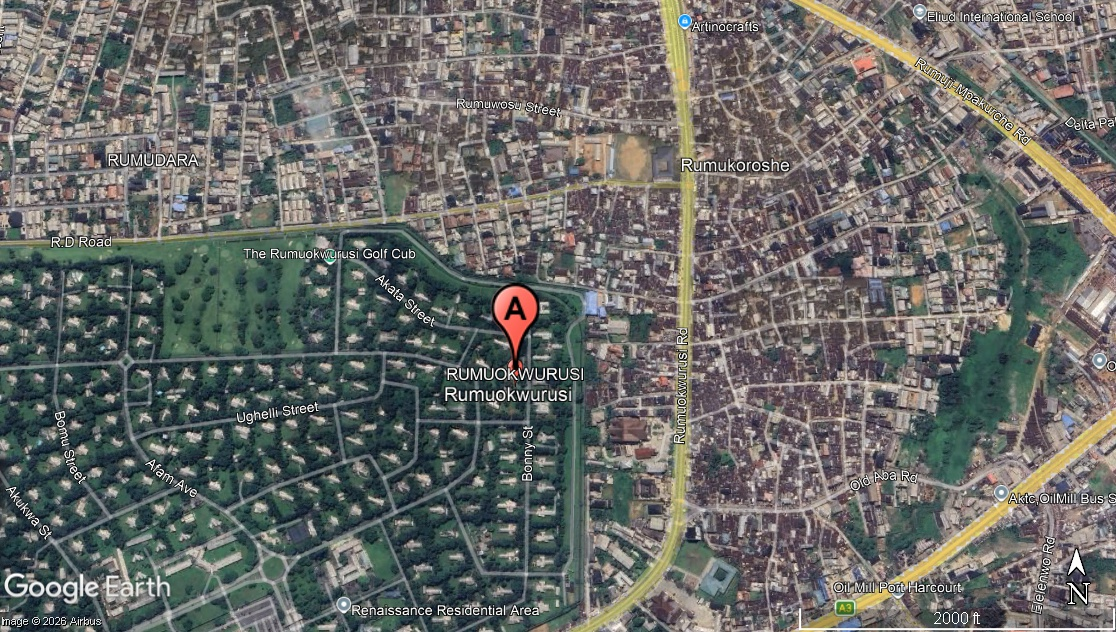 Eliud International School
Artinocrafts
Rumuji-Mpakurche Rd
Rumuwosu Street
Delta Pa
RUMUDARA
Rumukoroshe
R.D Road
The Rumuokwurusi Golf Cub
Akata Street
A
RUMUOKWURUSI
Rumuokwurusi
Rumuokwurusi Rd
Ughelli Street
Bomu Street
Bonny St
Afam Ave
Old Aba Rd
Akukwa St
Aktc,OilMill Bus S
Elelenwo Rd
Oil Mill Port Harcourt
A3
N
Google Earth
Renaissance Residential Area
2000 ft
Image © 2026 Airbus